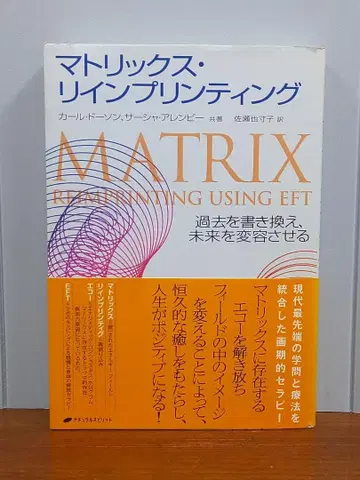 マトリックス・
リインプリンティング
カール・ドーソン、サーシャ・アレンビー 共著 佐瀬也寸子 訳
MATRIX
REIMPRINTING USING EFT
過去を書き換え、
未来を変容させる
現代最先端の学問と療法を
統合した画期的セラピー
マトリックスに存在する
エコーを解き放ち
フィールドの中のイメージ
を変えることによって、
恒久的な癒しをもたらし、
人生がポジティブになる!
マトリックス
リインプリンティング
エコー
EFT
ナチュラルスピリット